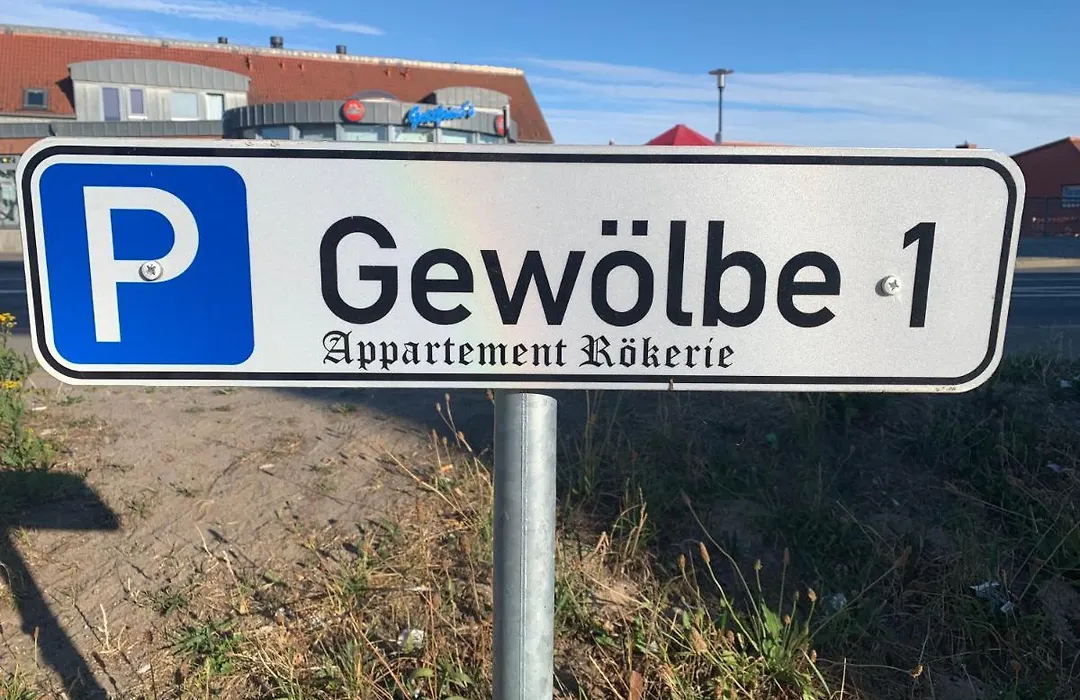 P
Gewölbe 1
Appartement Rökerie